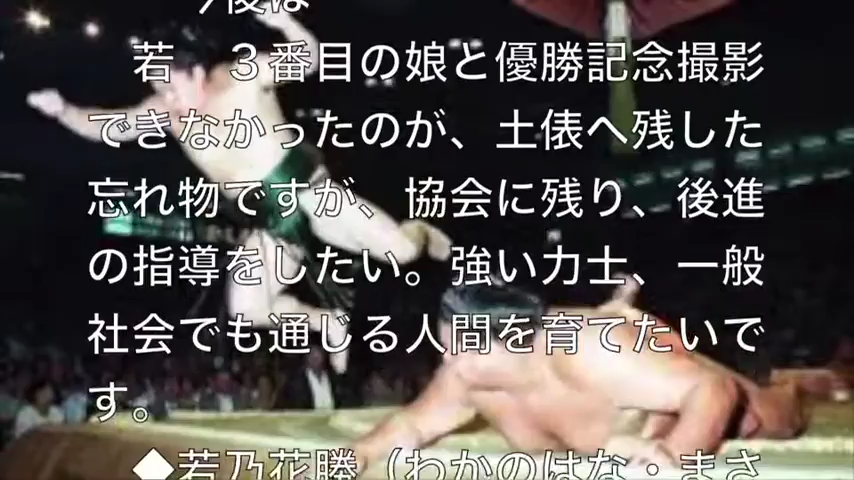 今後は
若　３番目の娘と優勝記念撮影
できなかったのが、土俵へ残した
忘れ物ですが、協会に残り、後進
の指導をしたい。強い力士、一般
社会でも通じる人間を育てたいで
す。
◆若乃花勝（わかのはな・まさ